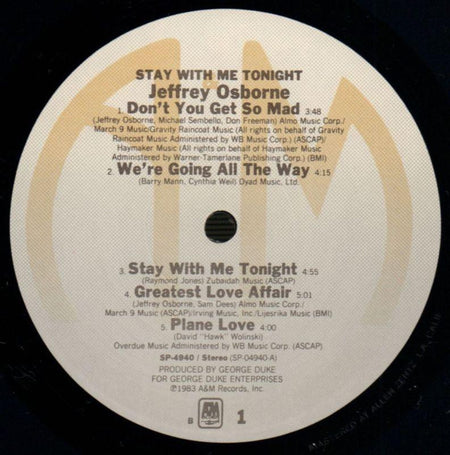 STAY WITH ME TONIGHT
Jeffrey Osborne
1. Don't You Get So Mad 3:48
(Jeffrey Osborne, Michael Sembello, Don Freeman) Almo Music Corp./
March 9 Music/Gravity Raincoat Music (All rights on behalf of Gravity
Raincoat Music Administered by WB Music Corp.) (ASCAP)/
Haymaker Music (All rights on behalf of Haymaker Music
Administered by Warner-Tamerlane Publishing Corp.) (BMI)
2. We're Going All The Way 4:15
(Barry Mann, Cynthia Weil) Dyad Music, Ltd.
3. Stay With Me Tonight 4:55
(Raymond Jones) Zubaidah Music (ASCAP)
4. Greatest Love Affair 5:01
(Jeffrey Osborne, Sam Dees) Almo Music Corp./
March 9 Music (ASCAP)/Irving Music, Inc./Lijesrika Music (BMI)
5. Plane Love 4:00
(David "Hawk" Wolinski)
Overdue Music Administered by WB Music Corp. (ASCAP)
SP-4940 / Stereo (SP-04940-A)
PRODUCED BY GEORGE DUKE
FOR GEORGE DUKE ENTERPRISES
℗1983 A&M Records, Inc.
B A&M 1
MASTERED AT ALLEN ZENTZ